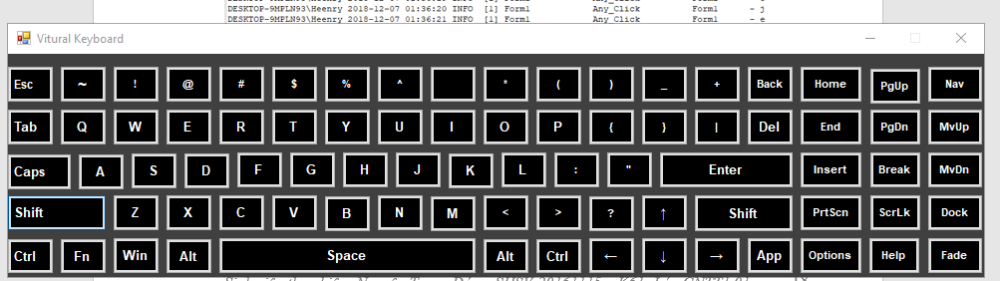 DESKTOP-9MPLN93\Heenry 2018-12-07 01:36:20 INFO [1] Form1 Any_Click Form1 - j
DESKTOP-9MPLN93\Heenry 2018-12-07 01:36:21 INFO [1] Form1 Any_Click Form1 - e
Vitural Keyboard
Esc ~ ! @ # $ % ^ * ( ) _ + Back Home PgUp Nav
Tab Q W E R T Y U I O P { } | Del End PgDn MvUp
Caps A S D F G H J K L : " Enter Insert Break MvDn
Shift Z X C V B N M < > ? ↑ Shift PrtScn ScrLk Dock
Ctrl Fn Win Alt Space Alt Ctrl ← ↓ → App Options Help Fade